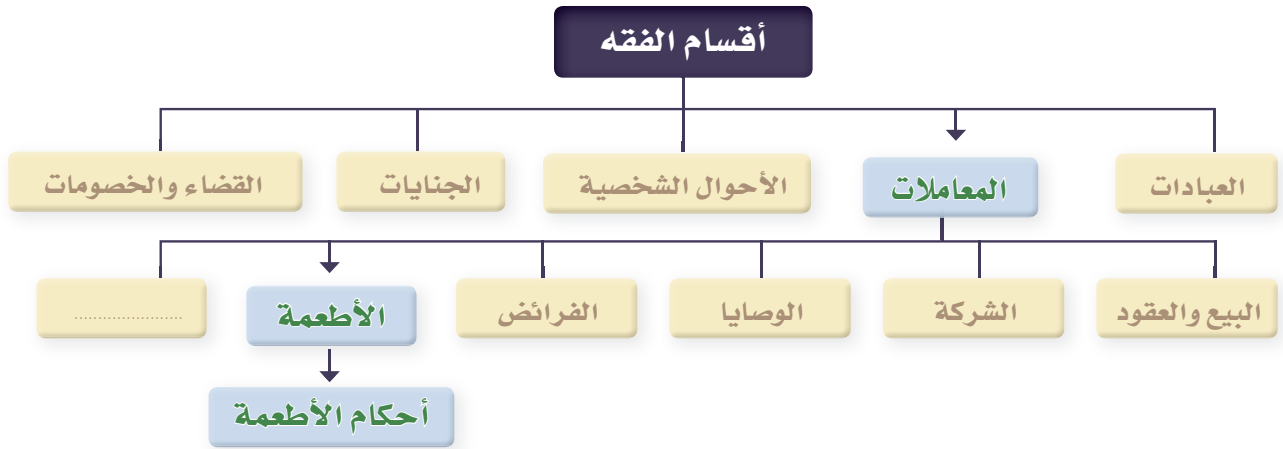 أقسام الفقه
العبادات
المعاملات
الأحوال الشخصية
الجنايات
القضاء والخصومات
البيع والعقود
الشركة
الوصايا
الفرائض
الأطعمة
......................
أحكام الأطعمة